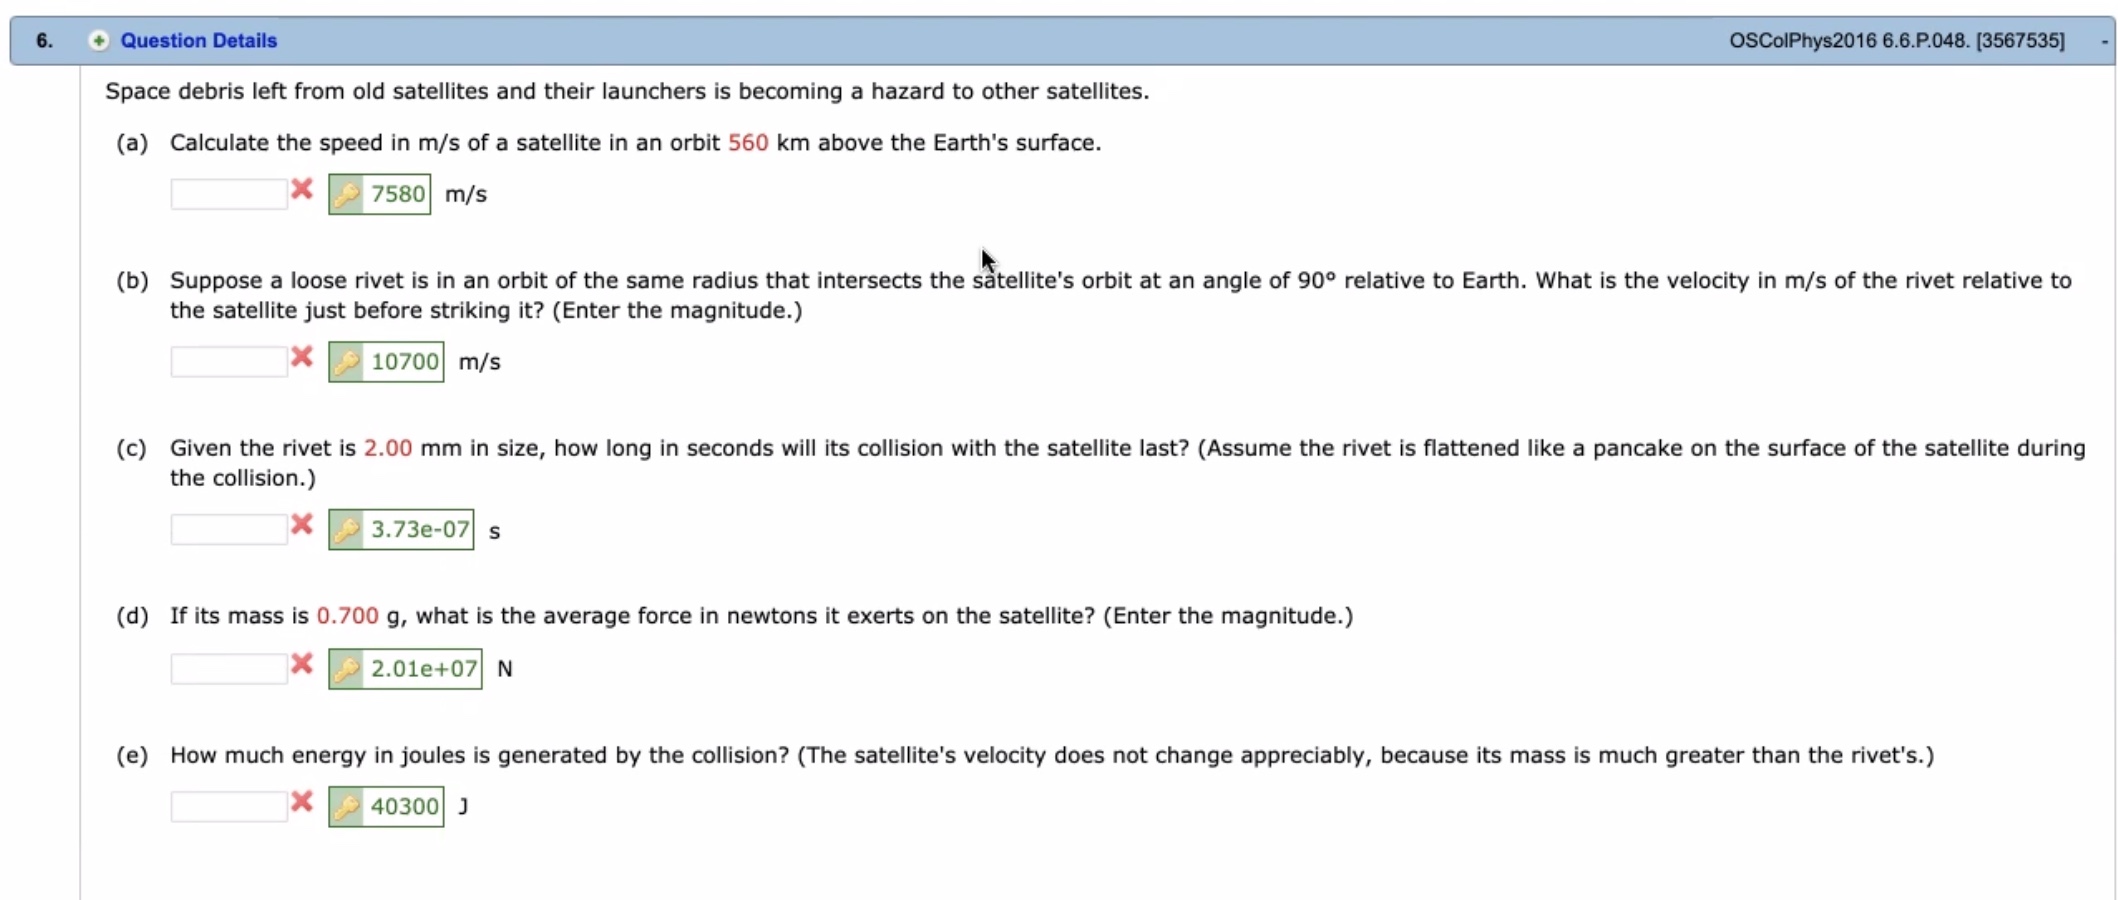 6. Question Details OSColPhys2016 6.6.P.048. [3567535] -
Space debris left from old satellites and their launchers is becoming a hazard to other satellites.
(a) Calculate the speed in m/s of a satellite in an orbit 560 km above the Earth's surface.
7580 m/s
(b) Suppose a loose rivet is in an orbit of the same radius that intersects the satellite's orbit at an angle of 90° relative to Earth. What is the velocity in m/s of the rivet relative to
the satellite just before striking it? (Enter the magnitude.)
10700 m/s
(c) Given the rivet is 2.00 mm in size, how long in seconds will its collision with the satellite last? (Assume the rivet is flattened like a pancake on the surface of the satellite during
the collision.)
3.73e-07 s
(d) If its mass is 0.700 g, what is the average force in newtons it exerts on the satellite? (Enter the magnitude.)
2.01e+07 N
(e) How much energy in joules is generated by the collision? (The satellite's velocity does not change appreciably, because its mass is much greater than the rivet's.)
40300 J